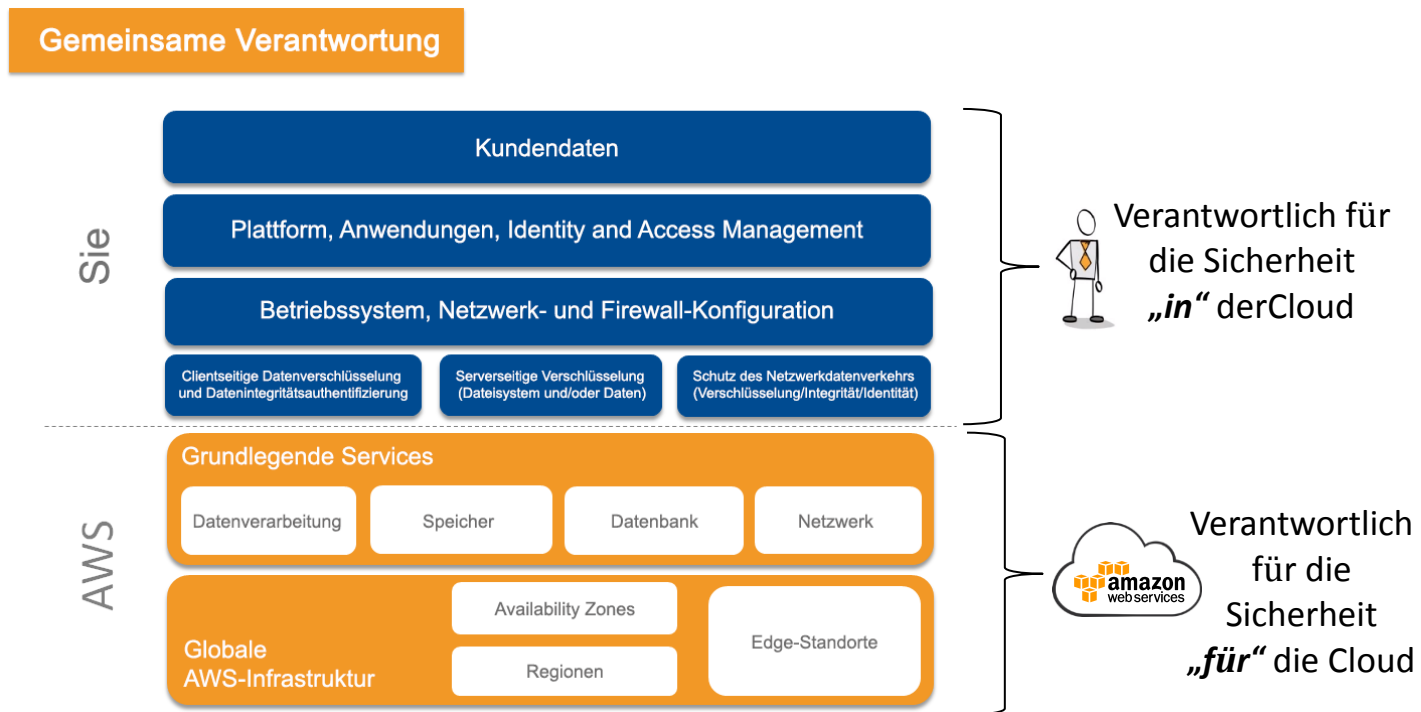 Gemeinsame Verantwortung
Sie
Kundendaten
Plattform, Anwendungen, Identity and Access Management
Betriebssystem, Netzwerk- und Firewall-Konfiguration
Clientseitige Datenverschlüsselung
und Datenintegritätsauthentifizierung
Serverseitige Verschlüsselung
(Dateisystem und/oder Daten)
Schutz des Netzwerkdatenverkehrs
(Verschlüsselung/Integrität/Identität)
Verantwortlich für
die Sicherheit
„in“ derCloud
AWS
Grundlegende Services
Datenverarbeitung
Speicher
Datenbank
Netzwerk
Globale
AWS-Infrastruktur
Availability Zones
Regionen
Edge-Standorte
amazon
webservices
Verantwortlich
für die
Sicherheit
„für“ die Cloud